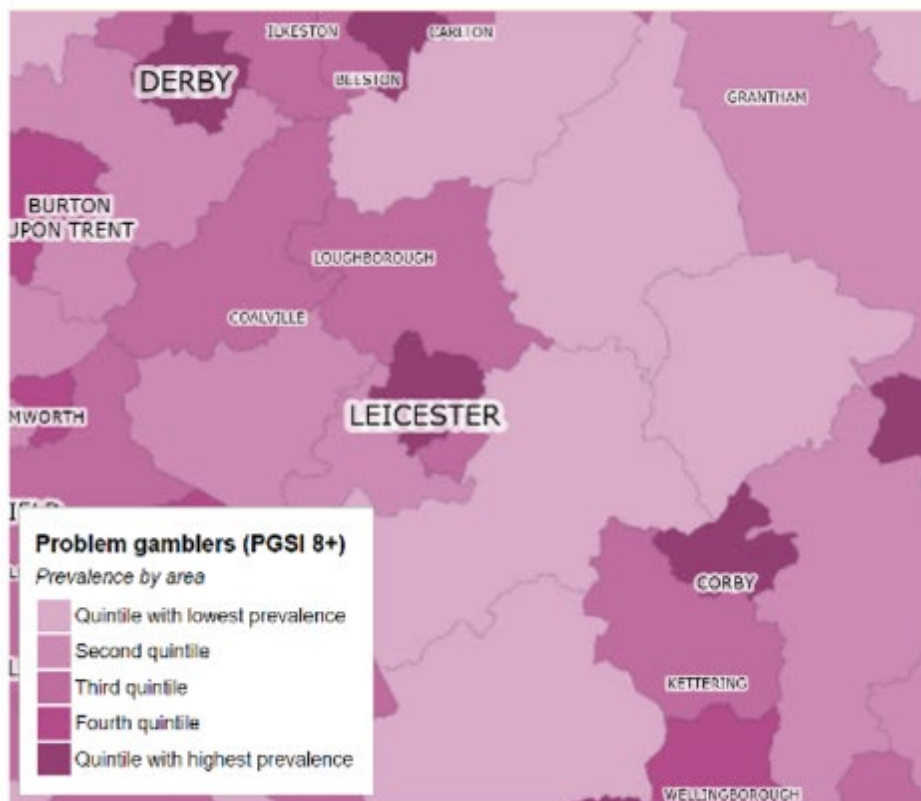 ILKESTON
CARLTON
DERBY
BEESTON
GRANTHAM
BURTON
UPON TRENT
LOUGHBOROUGH
COALVILLE
LEICESTER
MWORTH
Problem gamblers (PGSI 8+)
Prevalence by area
Quintile with lowest prevalence
Second quintile
Third quintile
Fourth quintile
Quintile with highest prevalence
CORBY
KETTERING
WELLINGBOROUGH